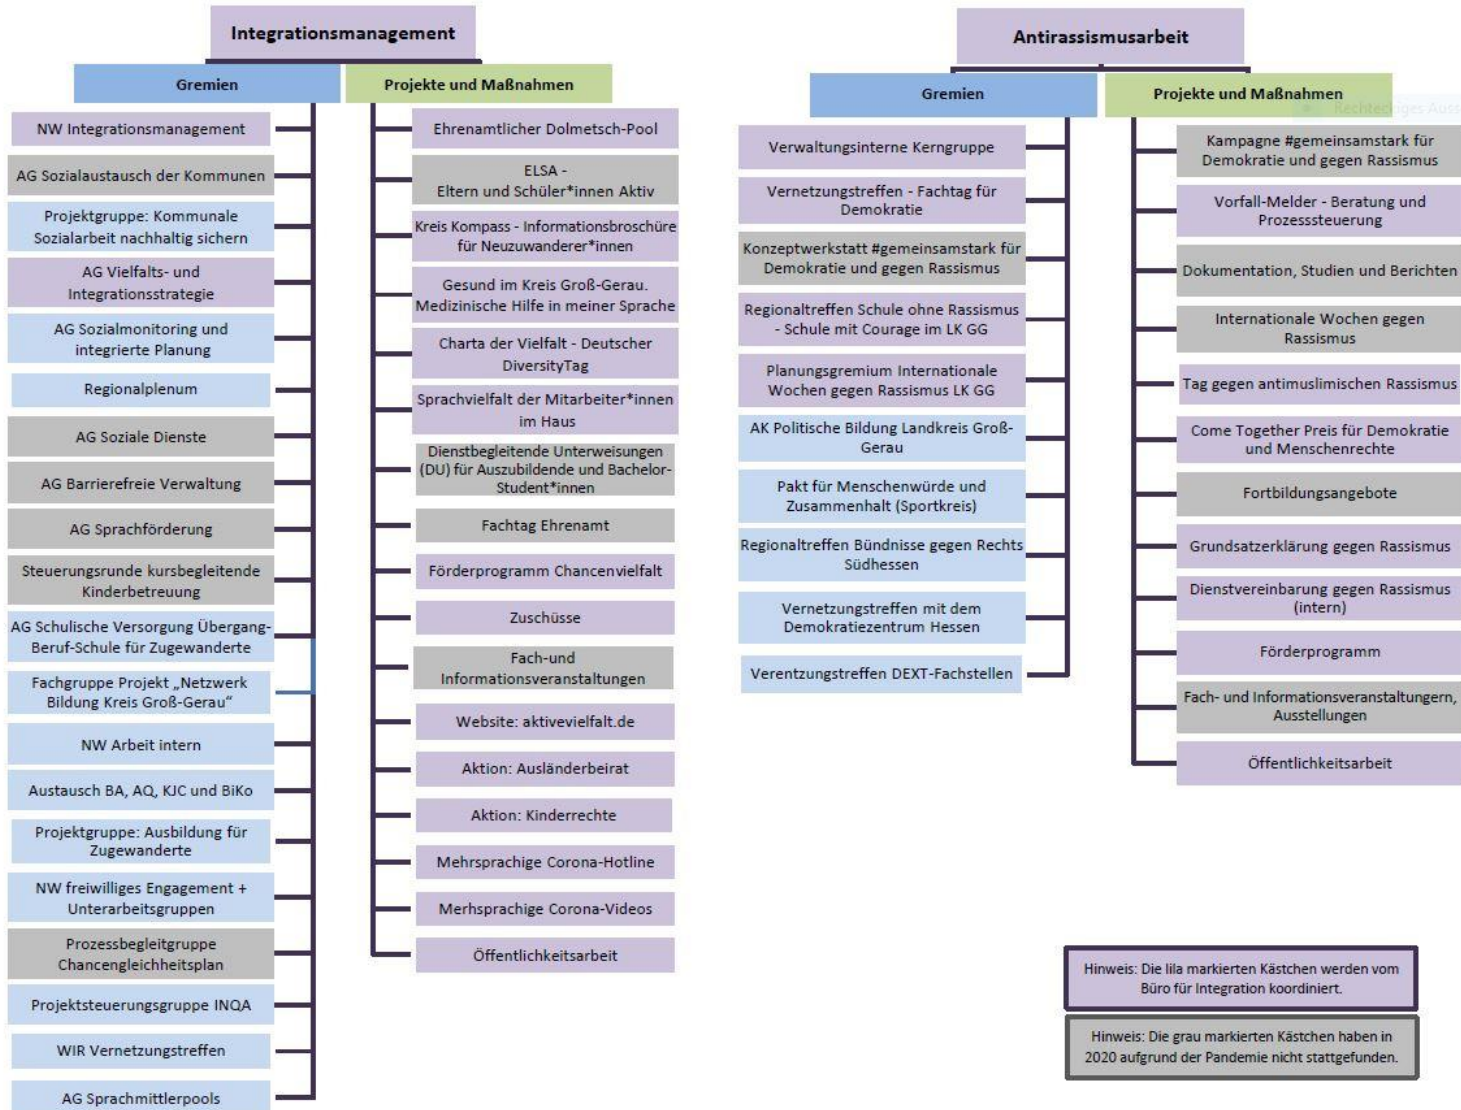 Integrationsmanagement
Gremien
NW Integrationsmanagement
AG Sozialaustausch der Kommunen
Projektgruppe: Kommunale
Sozialarbeit nachhaltig sichern
AG Vielfalts- und
Integrationsstrategie
AG Sozialmonitoring und
integrierte Planung
Regionalplenum
AG Soziale Dienste
AG Barrierefreie Verwaltung
AG Sprachförderung
Steuerungsrunde kursbegleitende
Kinderbetreuung
AG Schulische Versorgung Übergang-
Beruf-Schule für Zugewanderte
Fachgruppe Projekt „Netzwerk
Bildung Kreis Groß-Gerau“
NW Arbeit intern
Austausch BA, AQ, KJC und BiKo
Projektgruppe: Ausbildung für
Zugewanderte
NW freiwilliges Engagement +
Unterarbeitsgruppen
Prozessbegleitgruppe
Chancengleichheitsplan
Projektsteuerungsgruppe INQA
WIR Vernetzungstreffen
AG Sprachmittlerpools
Projekte und Maßnahmen
Ehrenamtlicher Dolmetsch-Pool
ELSA -
Eltern und Schüler*innen Aktiv
Kreis Kompass - Informationsbroschüre
für Neuzuwanderer*innen
Gesund im Kreis Groß-Gerau.
Medizinische Hilfe in meiner Sprache
Charta der Vielfalt - Deutscher
DiversityTag
Sprachvielfalt der Mitarbeiter*innen
im Haus
Dienstbegleitende Unterweisungen
(DU) für Auszubildende und Bachelor-
Student*innen
Fachtag Ehrenamt
Förderprogramm Chancenvielfalt
Zuschüsse
Fach-und
Informationsveranstaltungen
Website: aktivevielfalt.de
Aktion: Ausländerbeirat
Aktion: Kinderrechte
Mehrsprachige Corona-Hotline
Merhsprachige Corona-Videos
Öffentlichkeitsarbeit
Antirassismusarbeit
Gremien
Verwaltungsinterne Kerngruppe
Vernetzungstreffen - Fachtag für
Demokratie
Konzeptwerkstatt #gemeinsamstark für
Demokratie und gegen Rassismus
Regionaltreffen Schule ohne Rassismus
- Schule mit Courage im LK GG
Planungsgremium Internationale
Wochen gegen Rassismus LK GG
AK Politische Bildung Landkreis Groß-
Gerau
Pakt für Menschenwürde und
Zusammenhalt (Sportkreis)
Regionaltreffen Bündnisse gegen Rechts
Südhessen
Vernetzungstreffen mit dem
Demokratiezentrum Hessen
Verentzungstreffen DEXT-Fachstellen
Projekte und Maßnahmen
Rechteckiges Auss
Kampagne #gemeinsamstark für
Demokratie und gegen Rassismus
Vorfall-Melder - Beratung und
Prozesssteuerung
Dokumentation, Studien und Berichten
Internationale Wochen gegen
Rassismus
Tag gegen antimuslimischen Rassismus
Come Together Preis für Demokratie
und Menschenrechte
Fortbildungsangebote
Grundsatzerklärung gegen Rassismus
Dienstvereinbarung gegen Rassismus
(intern)
Förderprogramm
Fach- und Informationsveranstaltungern,
Ausstellungen
Öffentlichkeitsarbeit
Hinweis: Die lila markierten Kästchen werden vom
Büro für Integration koordiniert.
Hinweis: Die grau markierten Kästchen haben in
2020 aufgrund der Pandemie nicht stattgefunden.